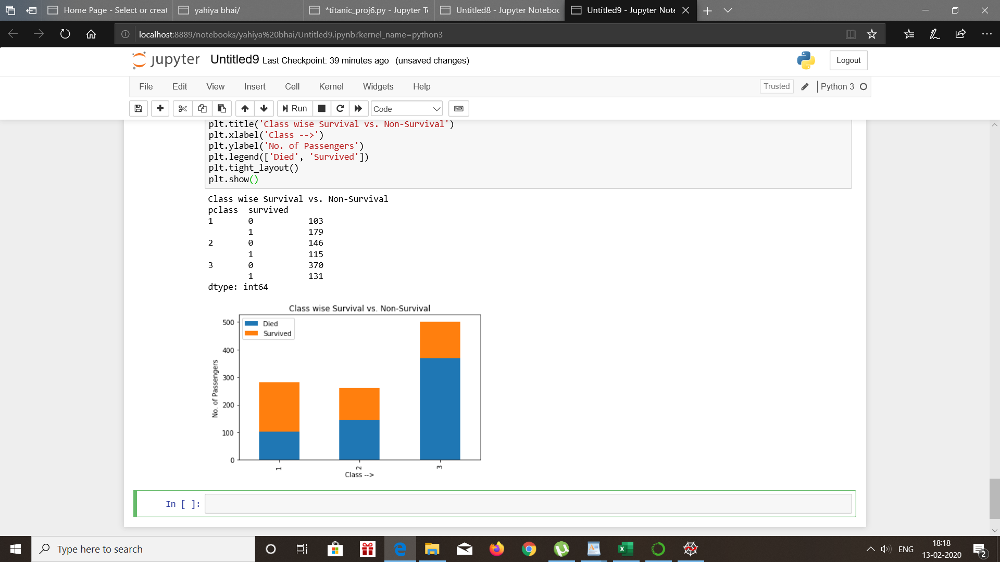 Home Page - Select or creat
yahiya bhai/
*titanic_proj6.py - Jupyter Te
Untitled8 - Jupyter Noteboo
Untitled9 - Jupyter Note
localhost:8889/notebooks/yahiya%20bhai/Untitled9.ipynb?kernel_name=python3
jupyter Untitled9 Last Checkpoint: 39 minutes ago (unsaved changes)
Logout
File Edit View Insert Cell Kernel Widgets Help
Trusted Python 3
Run Code
plt.title('Class wise Survival vs. Non-Survival')
plt.xlabel('Class -->')
plt.ylabel('No. of Passengers')
plt.legend(['Died', 'Survived'])
plt.tight_layout()
plt.show()
Class wise Survival vs. Non-Survival
pclass survived
1 0 103
1 179
2 0 146
1 115
3 0 370
1 131
dtype: int64
Class wise Survival vs. Non-Survival
Died
Survived
500
400
300
200
100
0
No. of Passengers
1 2 3
Class -->
In [ ]:
Type here to search
ENG
18:18
13-02-2020
2